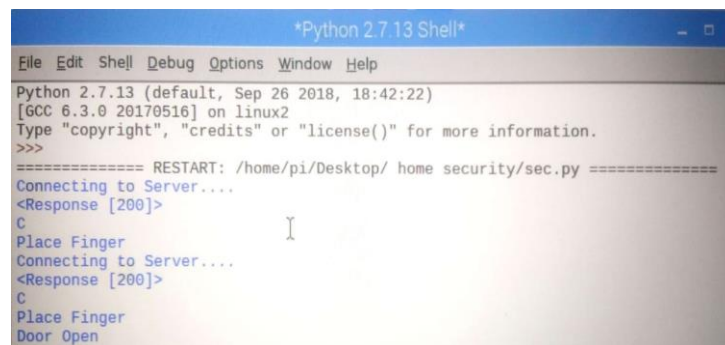 *Python 2.7.13 Shell*
File Edit Shell Debug Options Window Help
Python 2.7.13 (default, Sep 26 2018, 18:42:22)
[GCC 6.3.0 20170516] on linux2
Type "copyright", "credits" or "license()" for more information.
>>>
============== RESTART: /home/pi/Desktop/ home security/sec.py ==============
Connecting to Server....
<Response [200]>
C
Place Finger
Connecting to Server....
<Response [200]>
C
Place Finger
Door Open